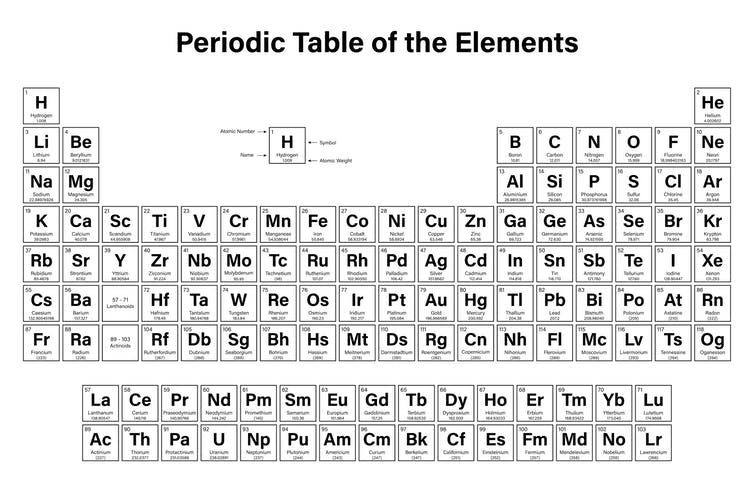 Periodic Table of the Elements
1 2
H He
Hydrogen Helium
1.008 4.002602
Atomic Number 1 H Symbol
Name Hydrogen
1.008 Atomic Weight
3 4 5 6 7 8 9 10
Li Be B C N O F Ne
Lithium Beryllium Boron Carbon Nitrogen Oxygen Fluorine Neon
6.94 9.0121831 10.81 12.011 14.007 15.999 18.998403163 20.1797
11 12 13 14 15 16 17 18
Na Mg Al Si P S Cl Ar
Sodium Magnesium Aluminium Silicon Phosphorus Sulfur Chlorine Argon
22.98976928 24.305 26.9815385 28.085 30.973761998 32.06 35.45 39.948
19 20 21 22 23 24 25 26 27 28 29 30 31 32 33 34 35 36
K Ca Sc Ti V Cr Mn Fe Co Ni Cu Zn Ga Ge As Se Br Kr
Potassium Calcium Scandium Titanium Vanadium Chromium Manganese Iron Cobalt Nickel Copper Zinc Gallium Germanium Arsenic Selenium Bromine Krypton
39.0983 40.078 44.955908 47.867 50.9415 51.9961 54.938044 55.845 58.933194 58.6934 63.546 65.38 69.723 72.630 74.921595 78.971 79.904 83.798
37 38 39 40 41 42 43 44 45 46 47 48 49 50 51 52 53 54
Rb Sr Y Zr Nb Mo Tc Ru Rh Pd Ag Cd In Sn Sb Te I Xe
Rubidium Strontium Yttrium Zirconium Niobium Molybdenum Technetium Ruthenium Rhodium Palladium Silver Cadmium Indium Tin Antimony Tellurium Iodine Xenon
85.4678 87.62 88.90584 91.224 92.90637 95.95 (98) 101.07 102.90550 106.42 107.8682 112.414 114.818 118.710 121.760 127.60 126.90447 131.293
55 56 57 - 71 72 73 74 75 76 77 78 79 80 81 82 83 84 85 86
Cs Ba Lanthanoids Hf Ta W Re Os Ir Pt Au Hg Tl Pb Bi Po At Rn
Caesium Barium Hafnium Tantalum Tungsten Rhenium Osmium Iridium Platinum Gold Mercury Thallium Lead Bismuth Polonium Astatine Radon
132.90545196 137.327 178.49 180.94788 183.84 186.207 190.23 192.217 195.084 196.966569 200.592 204.38 207.2 208.98040 (209) (210) (222)
87 88 89 - 103 104 105 106 107 108 109 110 111 112 113 114 115 116 117 118
Fr Ra Actinoids Rf Db Sg Bh Hs Mt Ds Rg Cn Nh Fl Mc Lv Ts Og
Francium Radium Rutherfordium Dubnium Seaborgium Bohrium Hassium Meitnerium Darmstadtium Roentgenium Copernicium Nihonium Flerovium Moscovium Livermorium Tennessine Oganesson
(223) (226) (267) (268) (269) (270) (269) (278) (281) (282) (285) (286) (289) (289) (293) (294) (294)
57 58 59 60 61 62 63 64 65 66 67 68 69 70 71
La Ce Pr Nd Pm Sm Eu Gd Tb Dy Ho Er Tm Yb Lu
Lanthanum Cerium Praseodymium Neodymium Promethium Samarium Europium Gadolinium Terbium Dysprosium Holmium Erbium Thulium Ytterbium Lutetium
138.90547 140.116 140.90766 144.242 (145) 150.36 151.964 157.25 158.92535 162.500 164.93033 167.259 168.93422 173.045 174.9668
89 90 91 92 93 94 95 96 97 98 99 100 101 102 103
Ac Th Pa U Np Pu Am Cm Bk Cf Es Fm Md No Lr
Actinium Thorium Protactinium Uranium Neptunium Plutonium Americium Curium Berkelium Californium Einsteinium Fermium Mendelevium Nobelium Lawrencium
(227) 232.0377 231.03588 238.02891 (237) (244) (243) (247) (247) (251) (252) (257) (258) (259) (266)